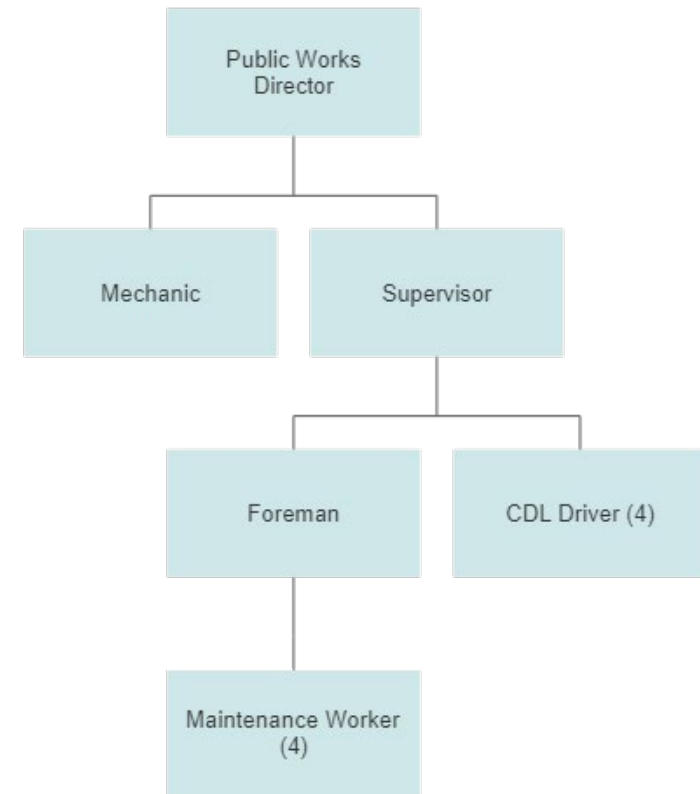 Public Works
Director
Mechanic
Supervisor
Foreman
CDL Driver (4)
Maintenance Worker
(4)